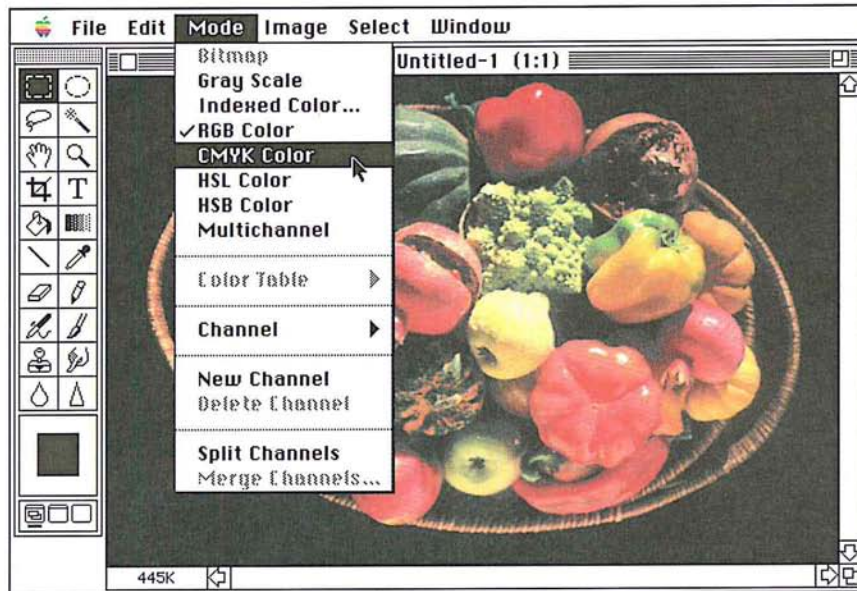 File Edit Mode Image Select Window
Untitled-1 (1:1)
Bitmap
Gray Scale
Indexed Color...
✓RGB Color
CMYK Color
HSL Color
HSB Color
Multichannel
Color Table
Channel
New Channel
Delete Channel
Split Channels
Merge Channels...
T
445K